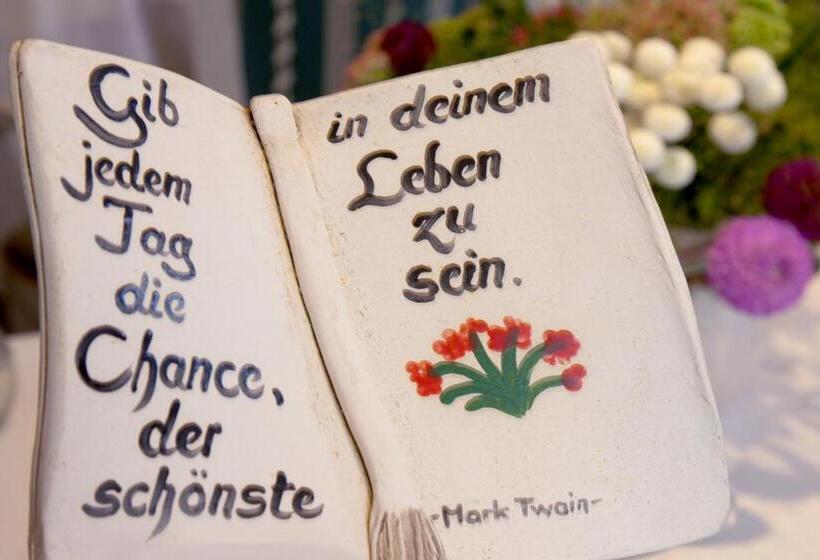 Gib
jedem
Tag
die
Chance,
der
schönste
in deinem
Leben
zu
sein.
-Mark Twain-